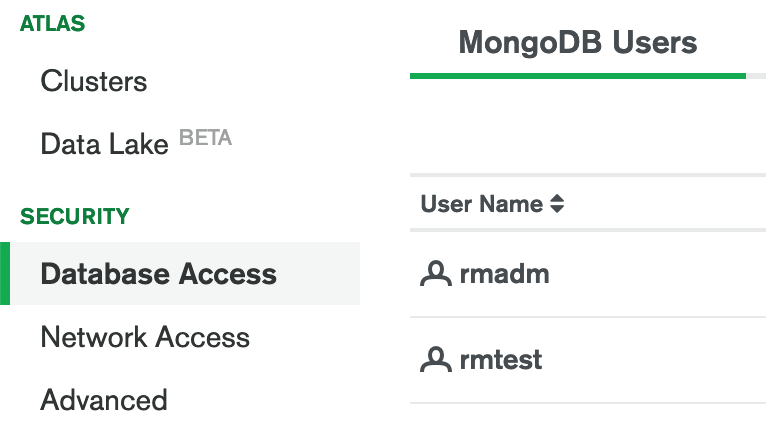 ATLAS
Clusters
Data Lake BETA
SECURITY
Database Access
Network Access
Advanced
MongoDB Users
User Name
rmadm
rmtest